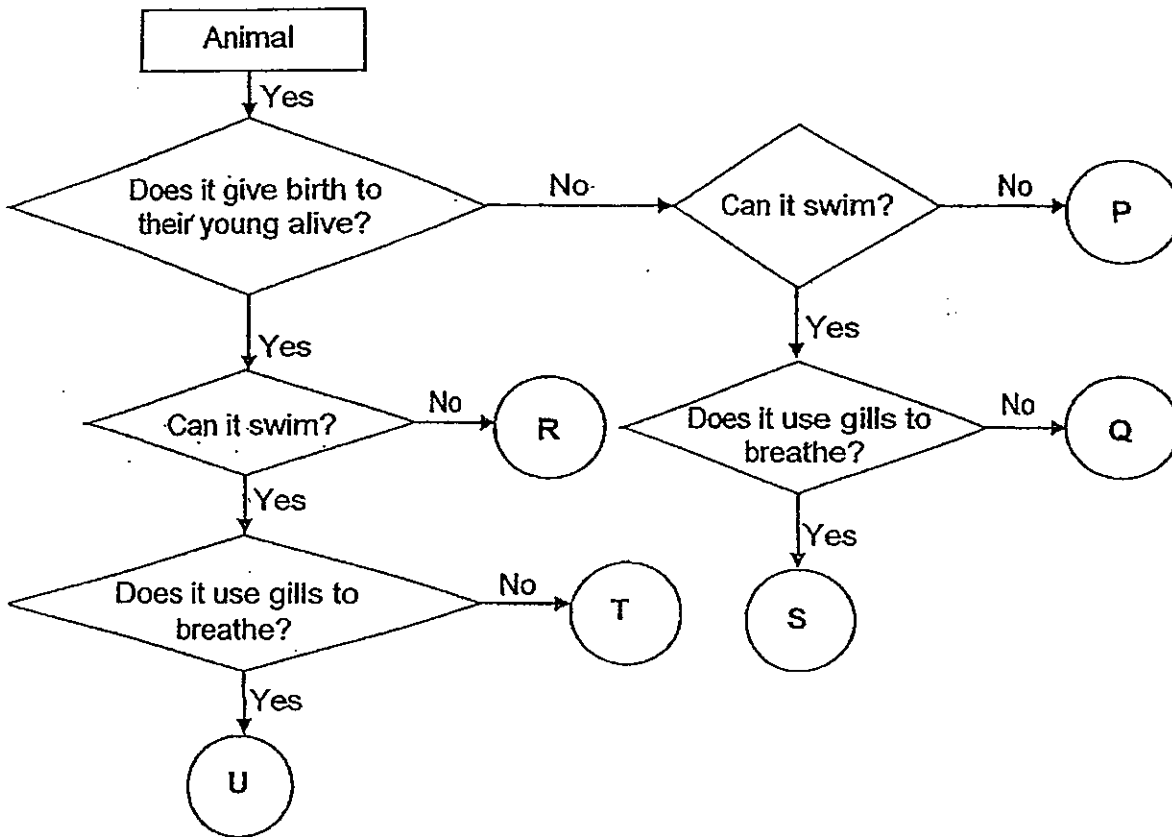 Animal
Yes
Does it give birth to
their young alive?
No
Can it swim?
No
P
Yes
Yes
Can it swim?
No
R
Does it use gills to
breathe?
No
Q
Yes
Yes
Does it use gills to
breathe?
No
T
S
Yes
U